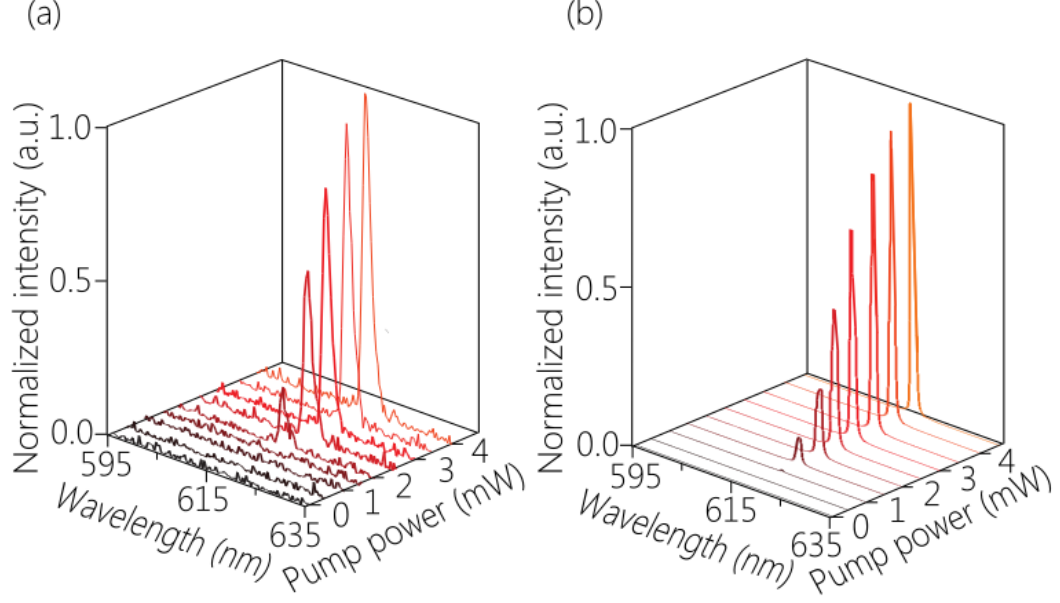 (a)
Normalized intensity (a.u.)
1.0
0.5
0.0
595
615
635
Wavelength (nm)
0
1
2
3
4
Pump power (mW)
(b)
Normalized intensity (a.u.)
1.0
0.5
0.0
595
615
635
Wavelength (nm)
0
1
2
3
4
Pump power (mW)